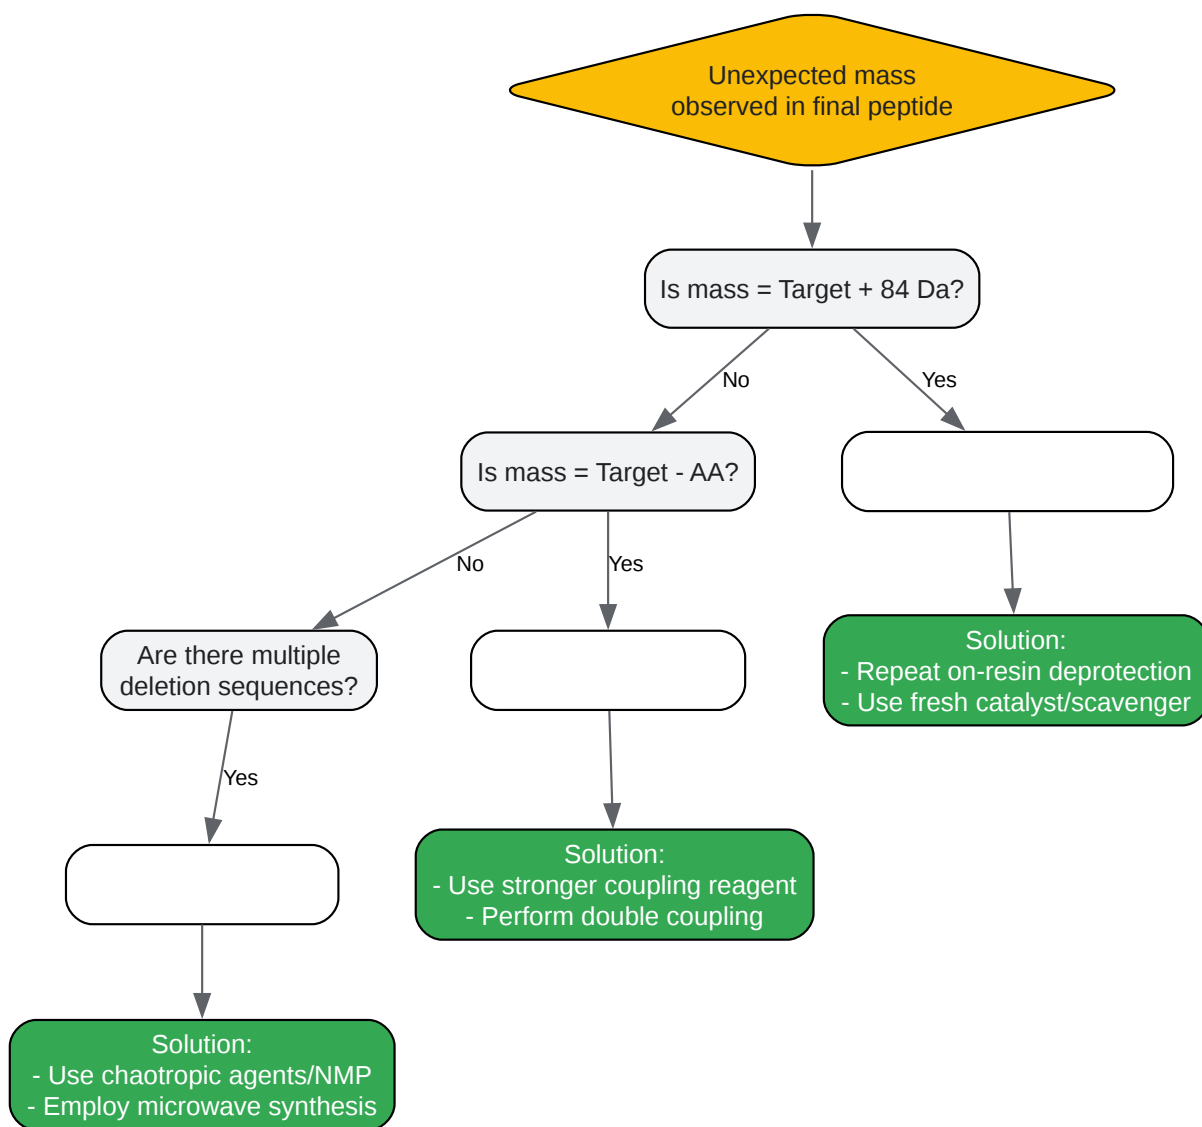 Unexpected mass
observed in final peptide
Is mass = Target + 84 Da?
No
Yes
Is mass = Target - AA?
No
Yes
Are there multiple
deletion sequences?
Solution:
- Repeat on-resin deprotection
- Use fresh catalyst/scavenger
Yes
Solution:
- Use stronger coupling reagent
- Perform double coupling
Solution:
- Use chaotropic agents/NMP
- Employ microwave synthesis